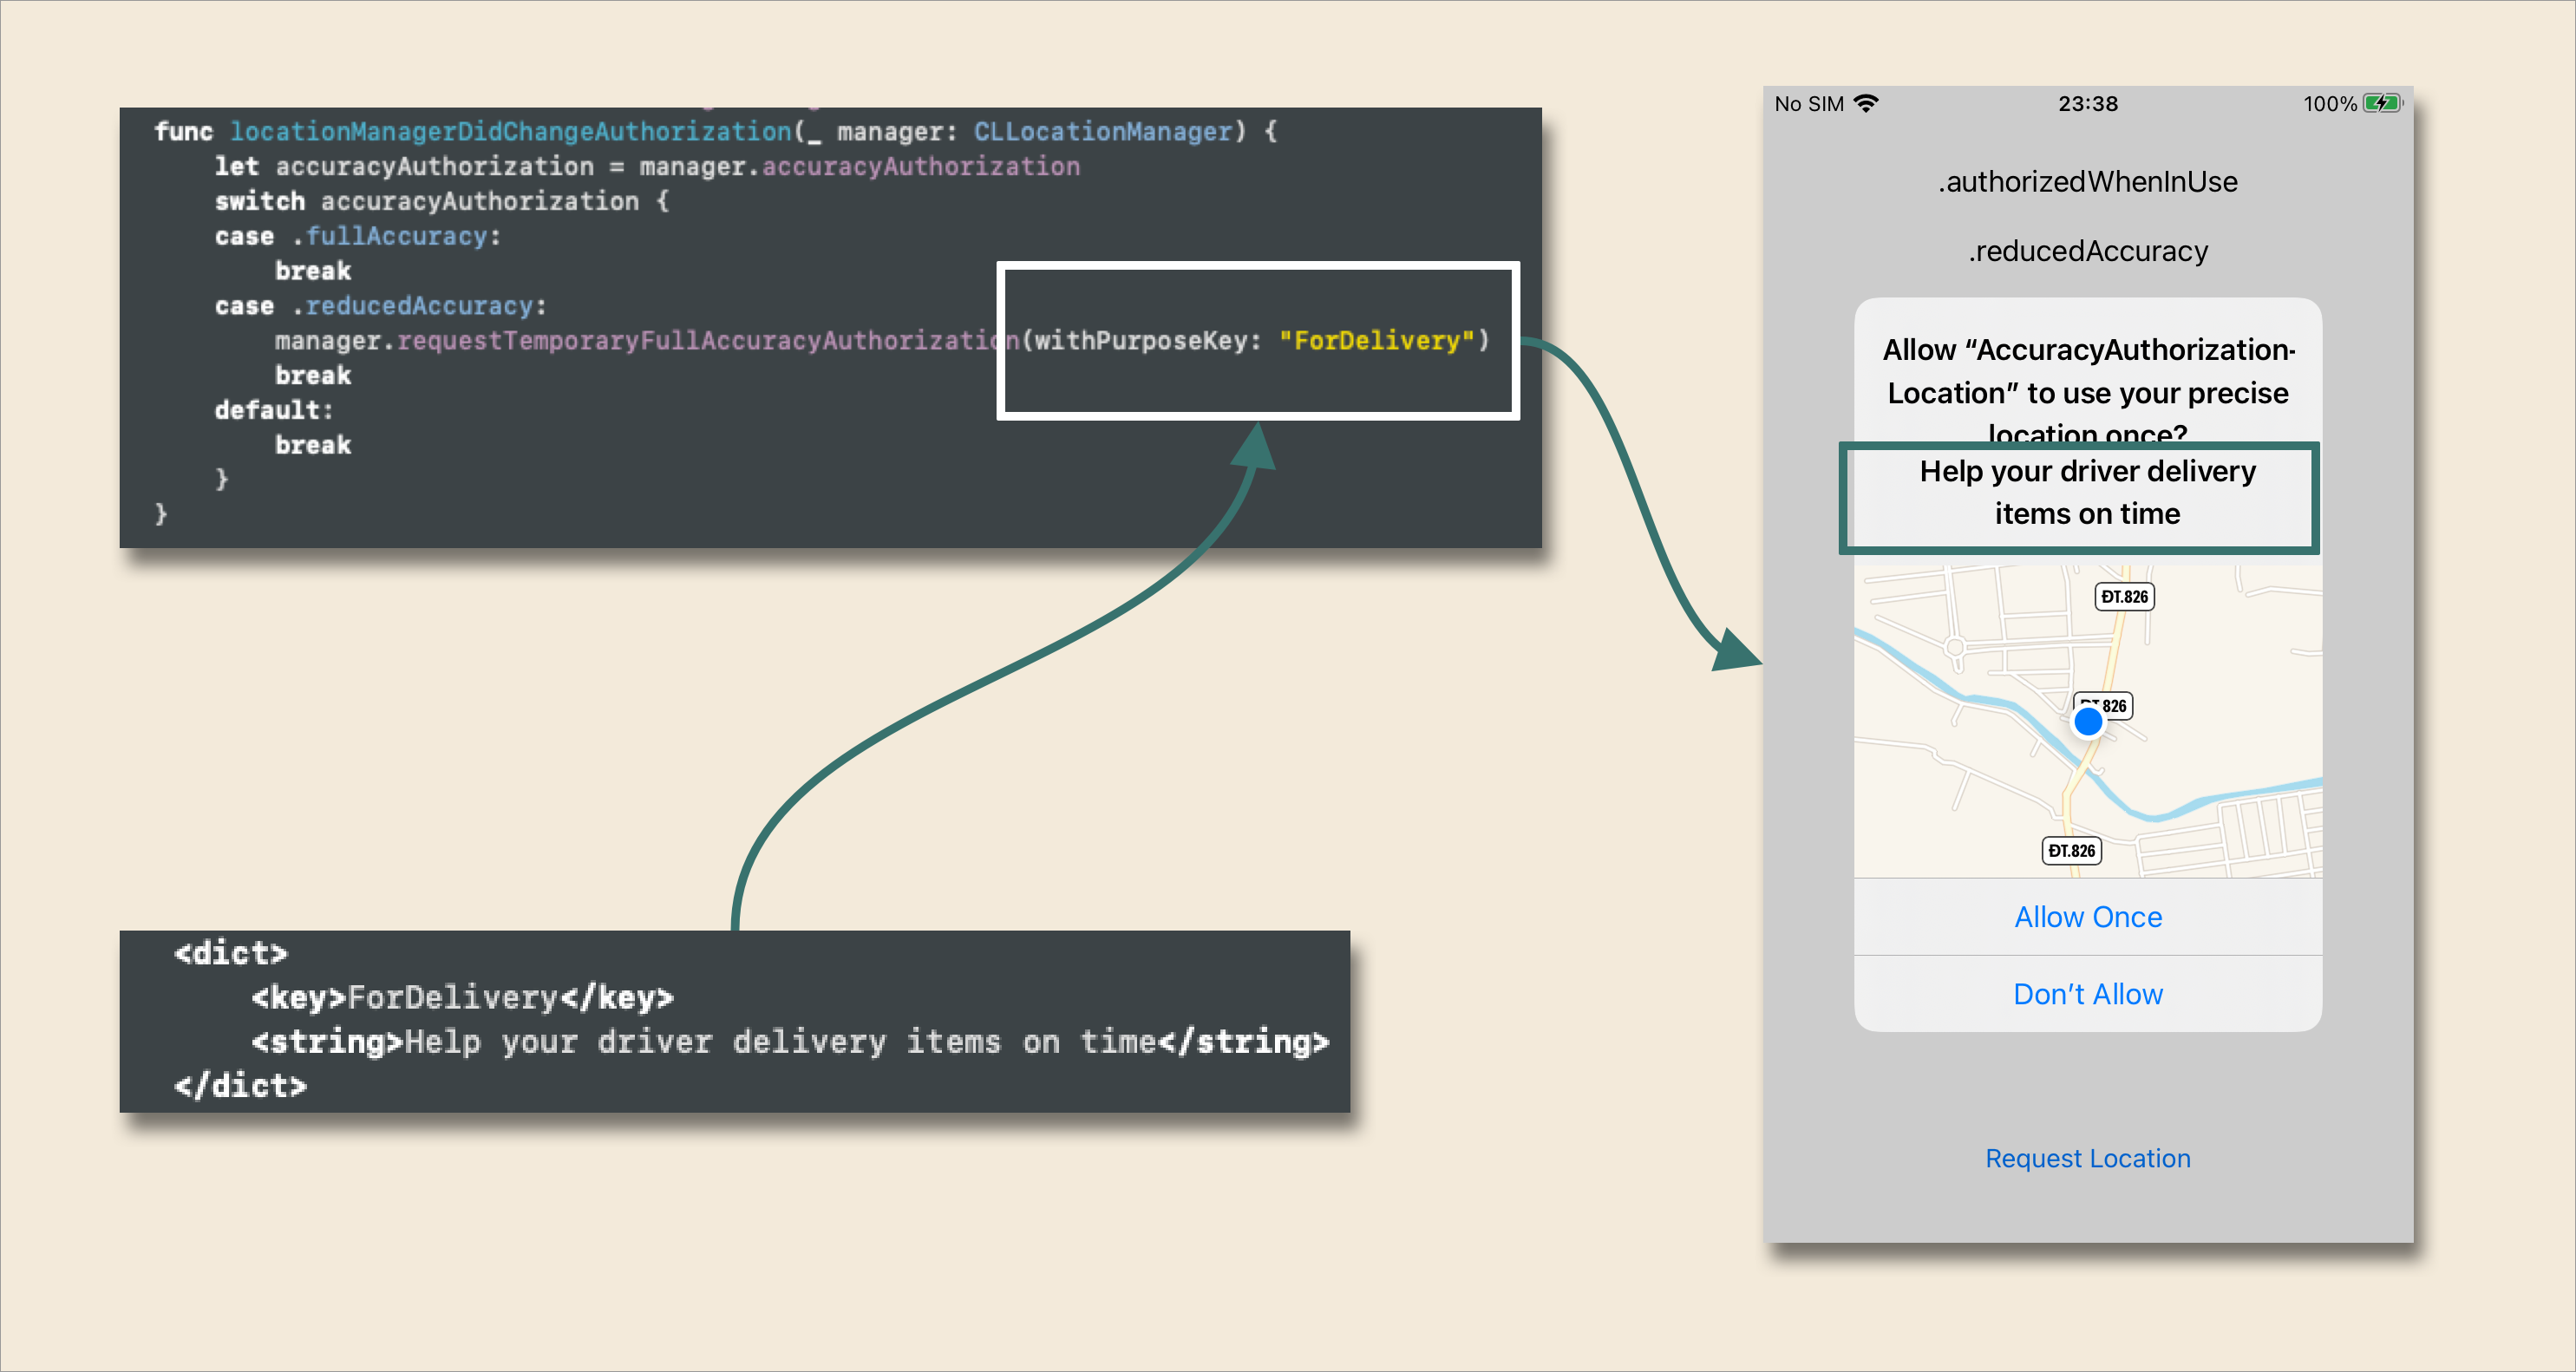 func locationManagerDidChangeAuthorization(_ manager: CLLocationManager) {
let accuracyAuthorization = manager.accuracyAuthorization
switch accuracyAuthorization {
case .fullAccuracy:
break
case .reducedAccuracy:
manager.requestTemporaryFullAccuracyAuthorization(withPurposeKey: "ForDelivery")
break
default:
break
}
}
<dict>
<key>ForDelivery</key>
<string>Help your driver delivery items on time</string>
</dict>
No SIM 23:38 100%
.authorizedWhenInUse
.reducedAccuracy
Allow “AccuracyAuthorization-
Location” to use your precise
location once?
Help your driver delivery
items on time
ĐT.826
ĐT.826
ĐT.826
Allow Once
Don’t Allow
Request Location